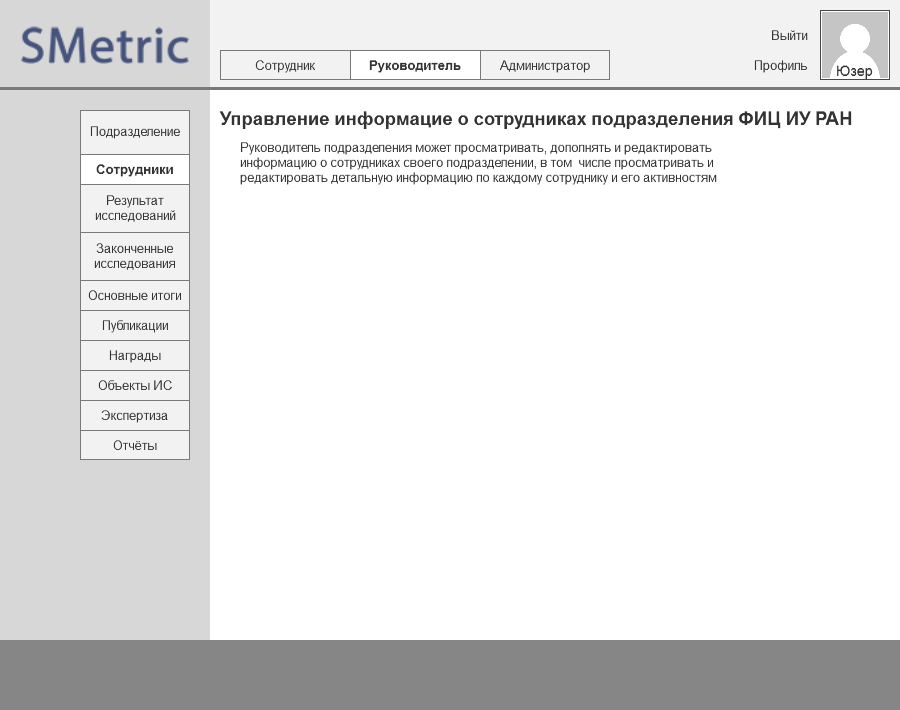 SMetric
Выйти
Сотрудник
Руководитель
Администратор
Профиль
Юзер
Подразделение
Сотрудники
Результат
исследований
Законченные
исследования
Основные итоги
Публикации
Награды
Объекты ИС
Экспертиза
Отчёты
Управление информацие о сотрудниках подразделения ФИЦ ИУ РАН
Руководитель подразделения может просматривать, дополнять и редактировать
информацию о сотрудниках своего подразделении, в том  числе просматривать и
редактировать детальную информацию по каждому сотруднику и его активностям